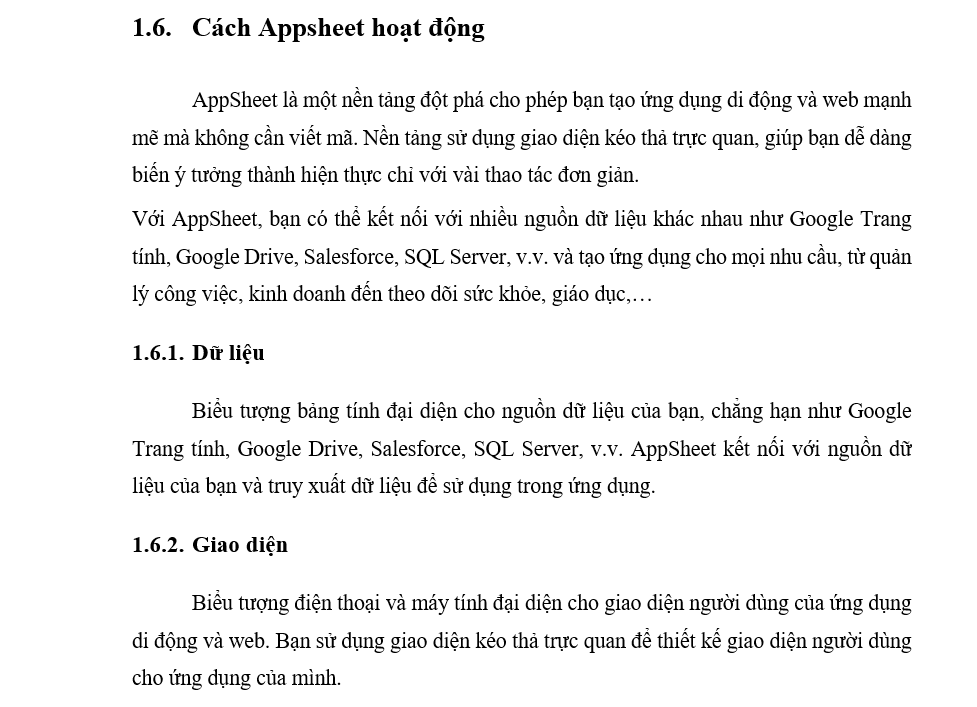 1.6. Cách Appsheet hoạt động
AppSheet là một nền tảng đột phá cho phép bạn tạo ứng dụng di động và web mạnh
mẽ mà không cần viết mã. Nền tảng sử dụng giao diện kéo thả trực quan, giúp bạn dễ dàng
biến ý tưởng thành hiện thực chỉ với vài thao tác đơn giản.
Với AppSheet, bạn có thể kết nối với nhiều nguồn dữ liệu khác nhau như Google Trang
tính, Google Drive, Salesforce, SQL Server, v.v. và tạo ứng dụng cho mọi nhu cầu, từ quản
lý công việc, kinh doanh đến theo dõi sức khỏe, giáo dục,…
1.6.1. Dữ liệu
Biểu tượng bảng tính đại diện cho nguồn dữ liệu của bạn, chẳng hạn như Google
Trang tính, Google Drive, Salesforce, SQL Server, v.v. AppSheet kết nối với nguồn dữ
liệu của bạn và truy xuất dữ liệu để sử dụng trong ứng dụng.
1.6.2. Giao diện
Biểu tượng điện thoại và máy tính đại diện cho giao diện người dùng của ứng dụng
di động và web. Bạn sử dụng giao diện kéo thả trực quan để thiết kế giao diện người dùng
cho ứng dụng của mình.